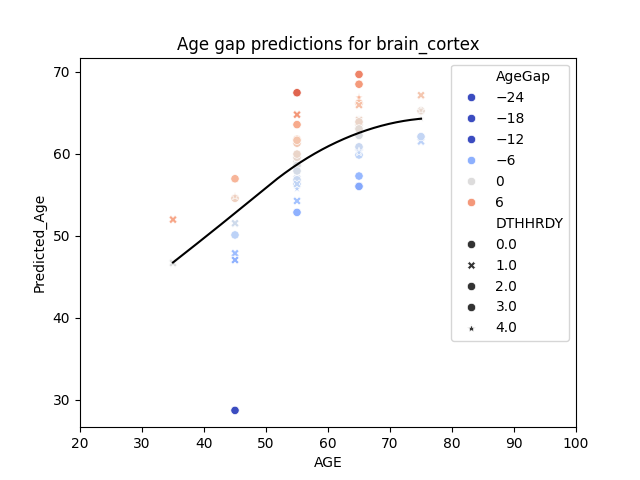 Age gap predictions for brain_cortex
70
60
50
40
30
Predicted_Age
20 30 40 50 60 70 80 90 100
AGE
AgeGap
−24
−18
−12
−6
0
6
DTHHRDY
0.0
1.0
2.0
3.0
4.0